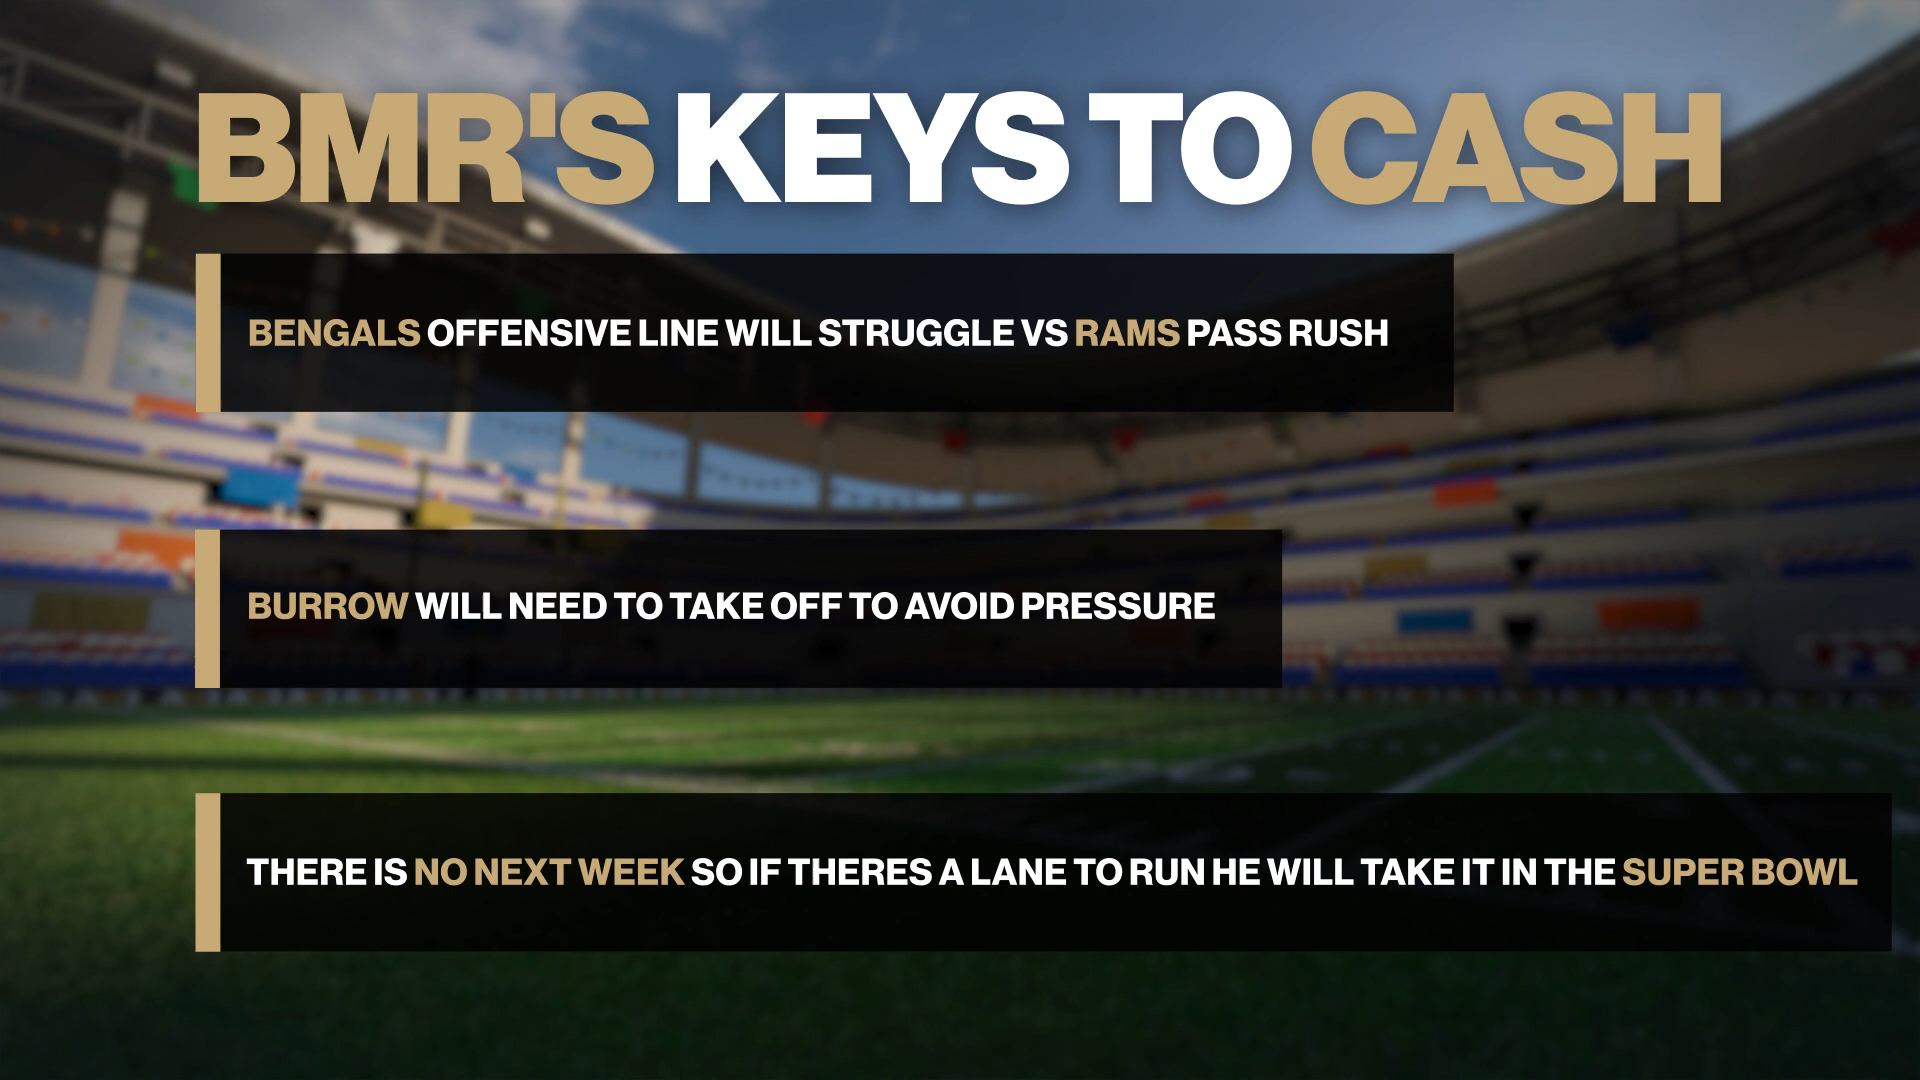 BMR'S KEYS TO CASH
BENGALS OFFENSIVE LINE WILL STRUGGLE VS RAMS PASS RUSH
BURROW WILL NEED TO TAKE OFF TO AVOID PRESSURE
THERE IS NO NEXT WEEK SO IF THERES A LANE TO RUN HE WILL TAKE IT IN THE SUPER BOWL